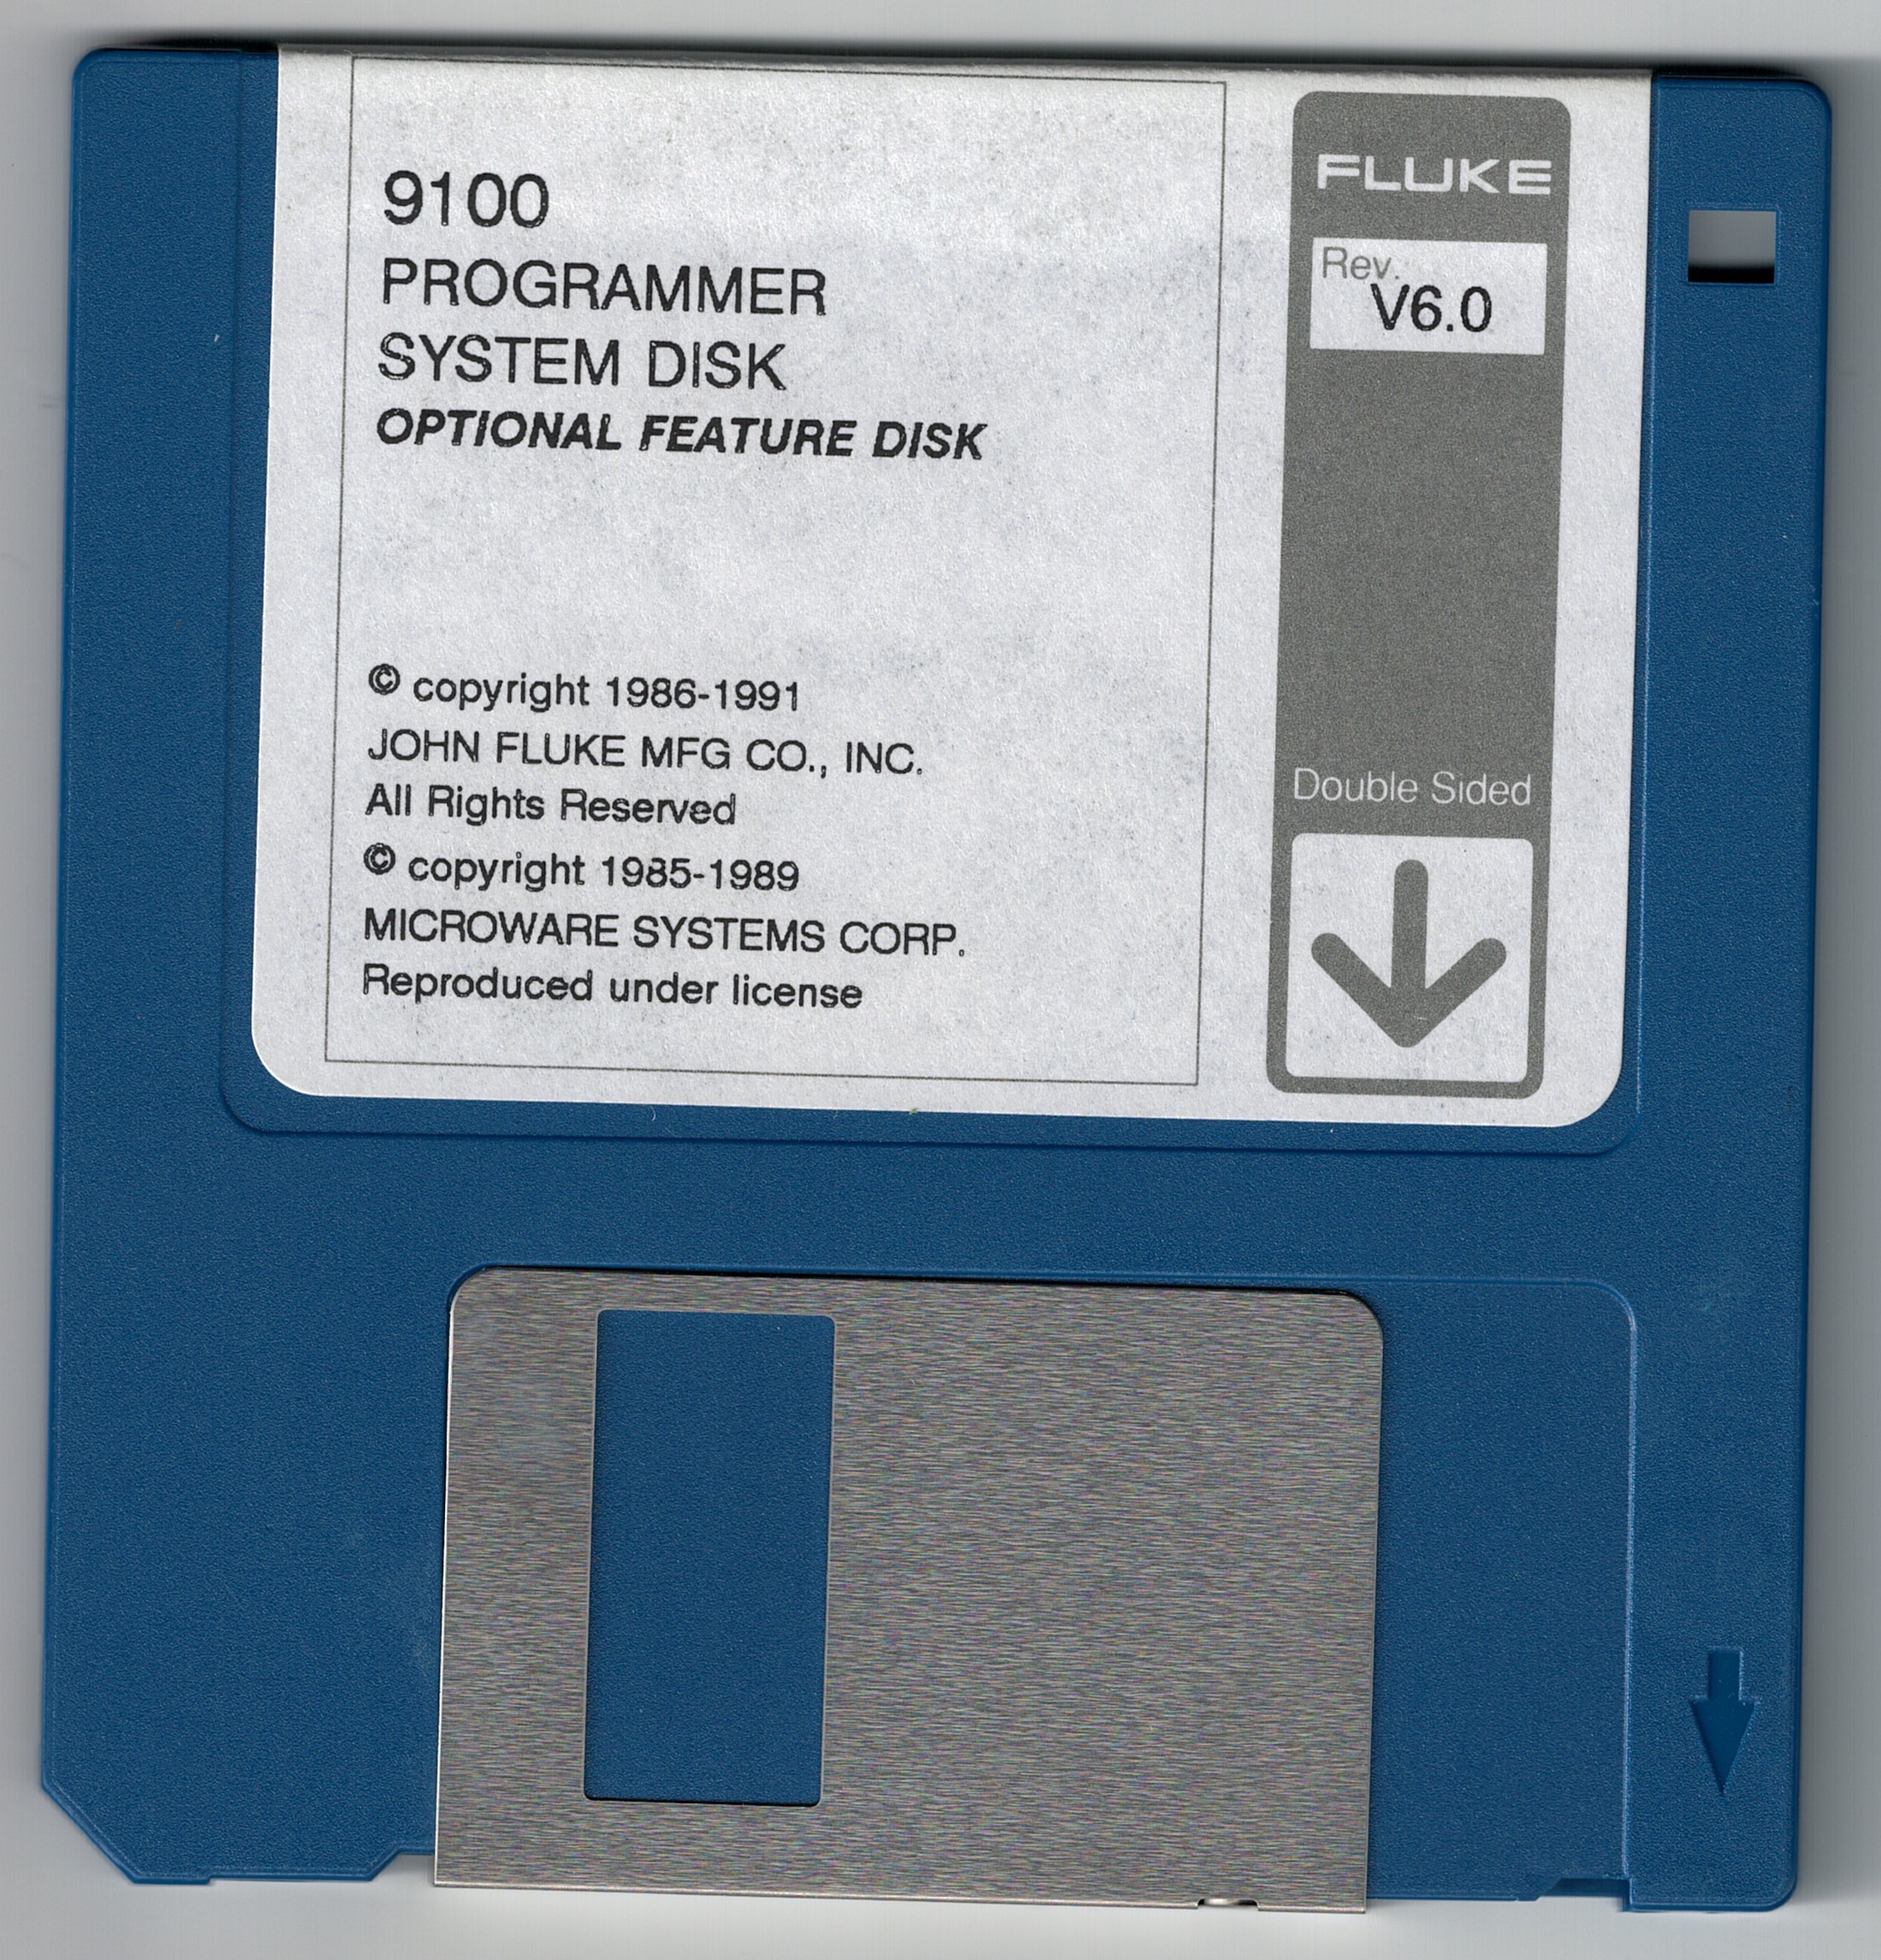 9100
PROGRAMMER
SYSTEM DISK
OPTIONAL FEATURE DISK
© copyright 1986-1991
JOHN FLUKE MFG CO., INC.
All Rights Reserved
© copyright 1985-1989
MICROWARE SYSTEMS CORP.
Reproduced under license
FLUKE
Rev.
V6.0
Double Sided